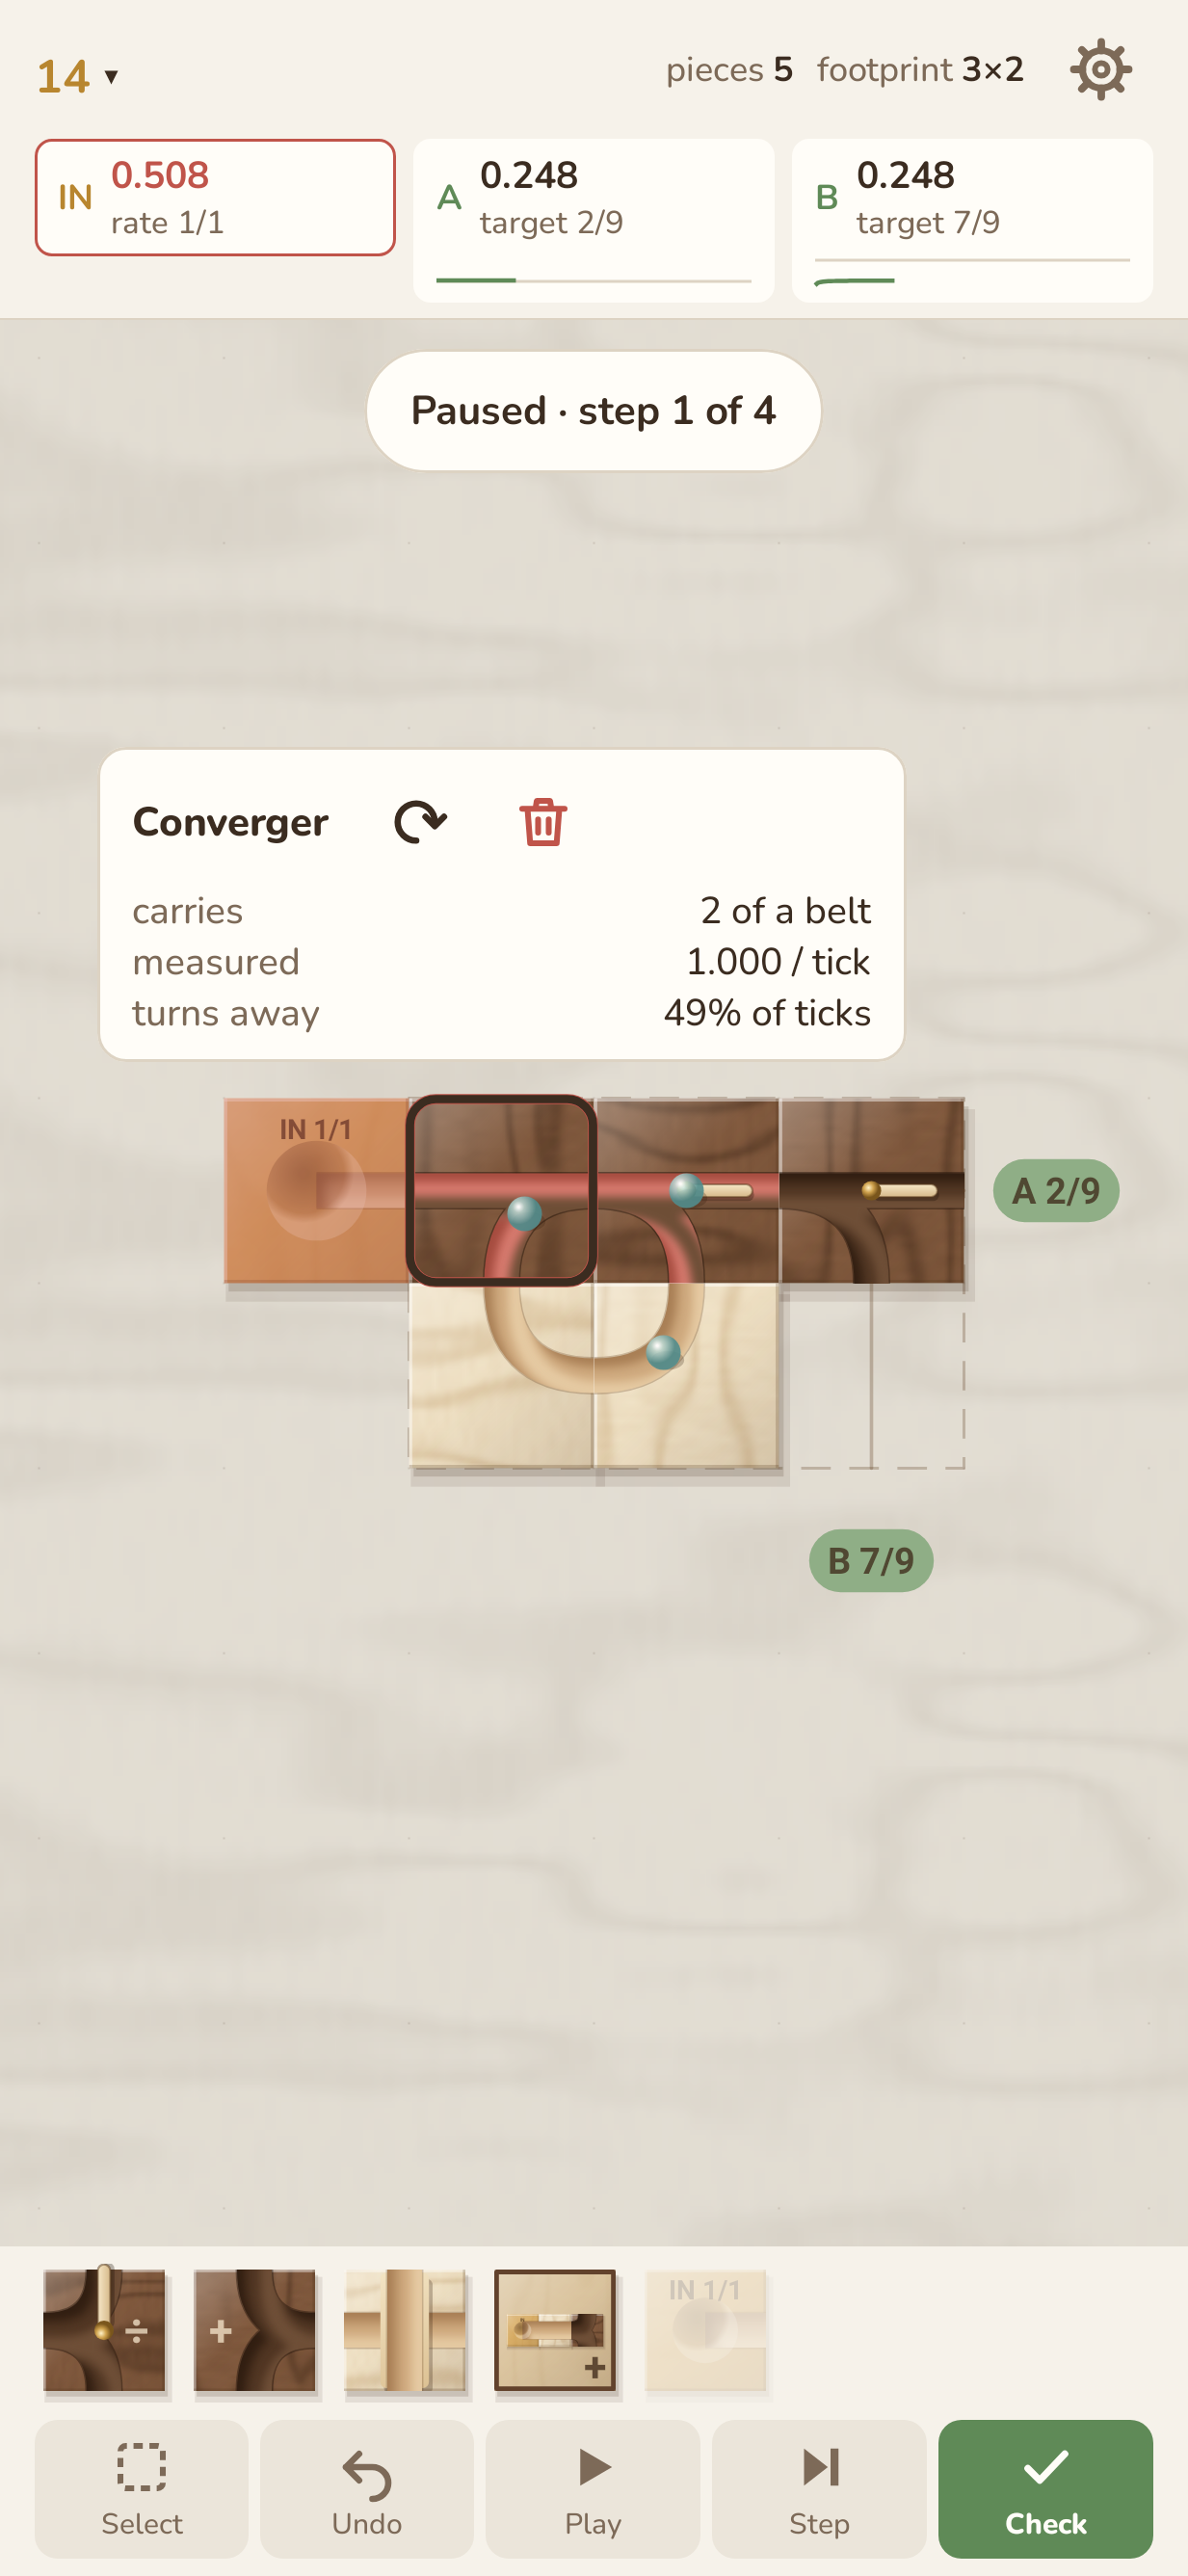 14 ▼
pieces 5 footprint 3×2
IN 0.508
rate 1/1
A 0.248
target 2/9
B 0.248
target 7/9
Paused · step 1 of 4
Converger
carries 2 of a belt
measured 1.000 / tick
turns away 49% of ticks
IN 1/1
A 2/9
B 7/9
÷
+
+
IN 1/1
Select
Undo
Play
Step
Check